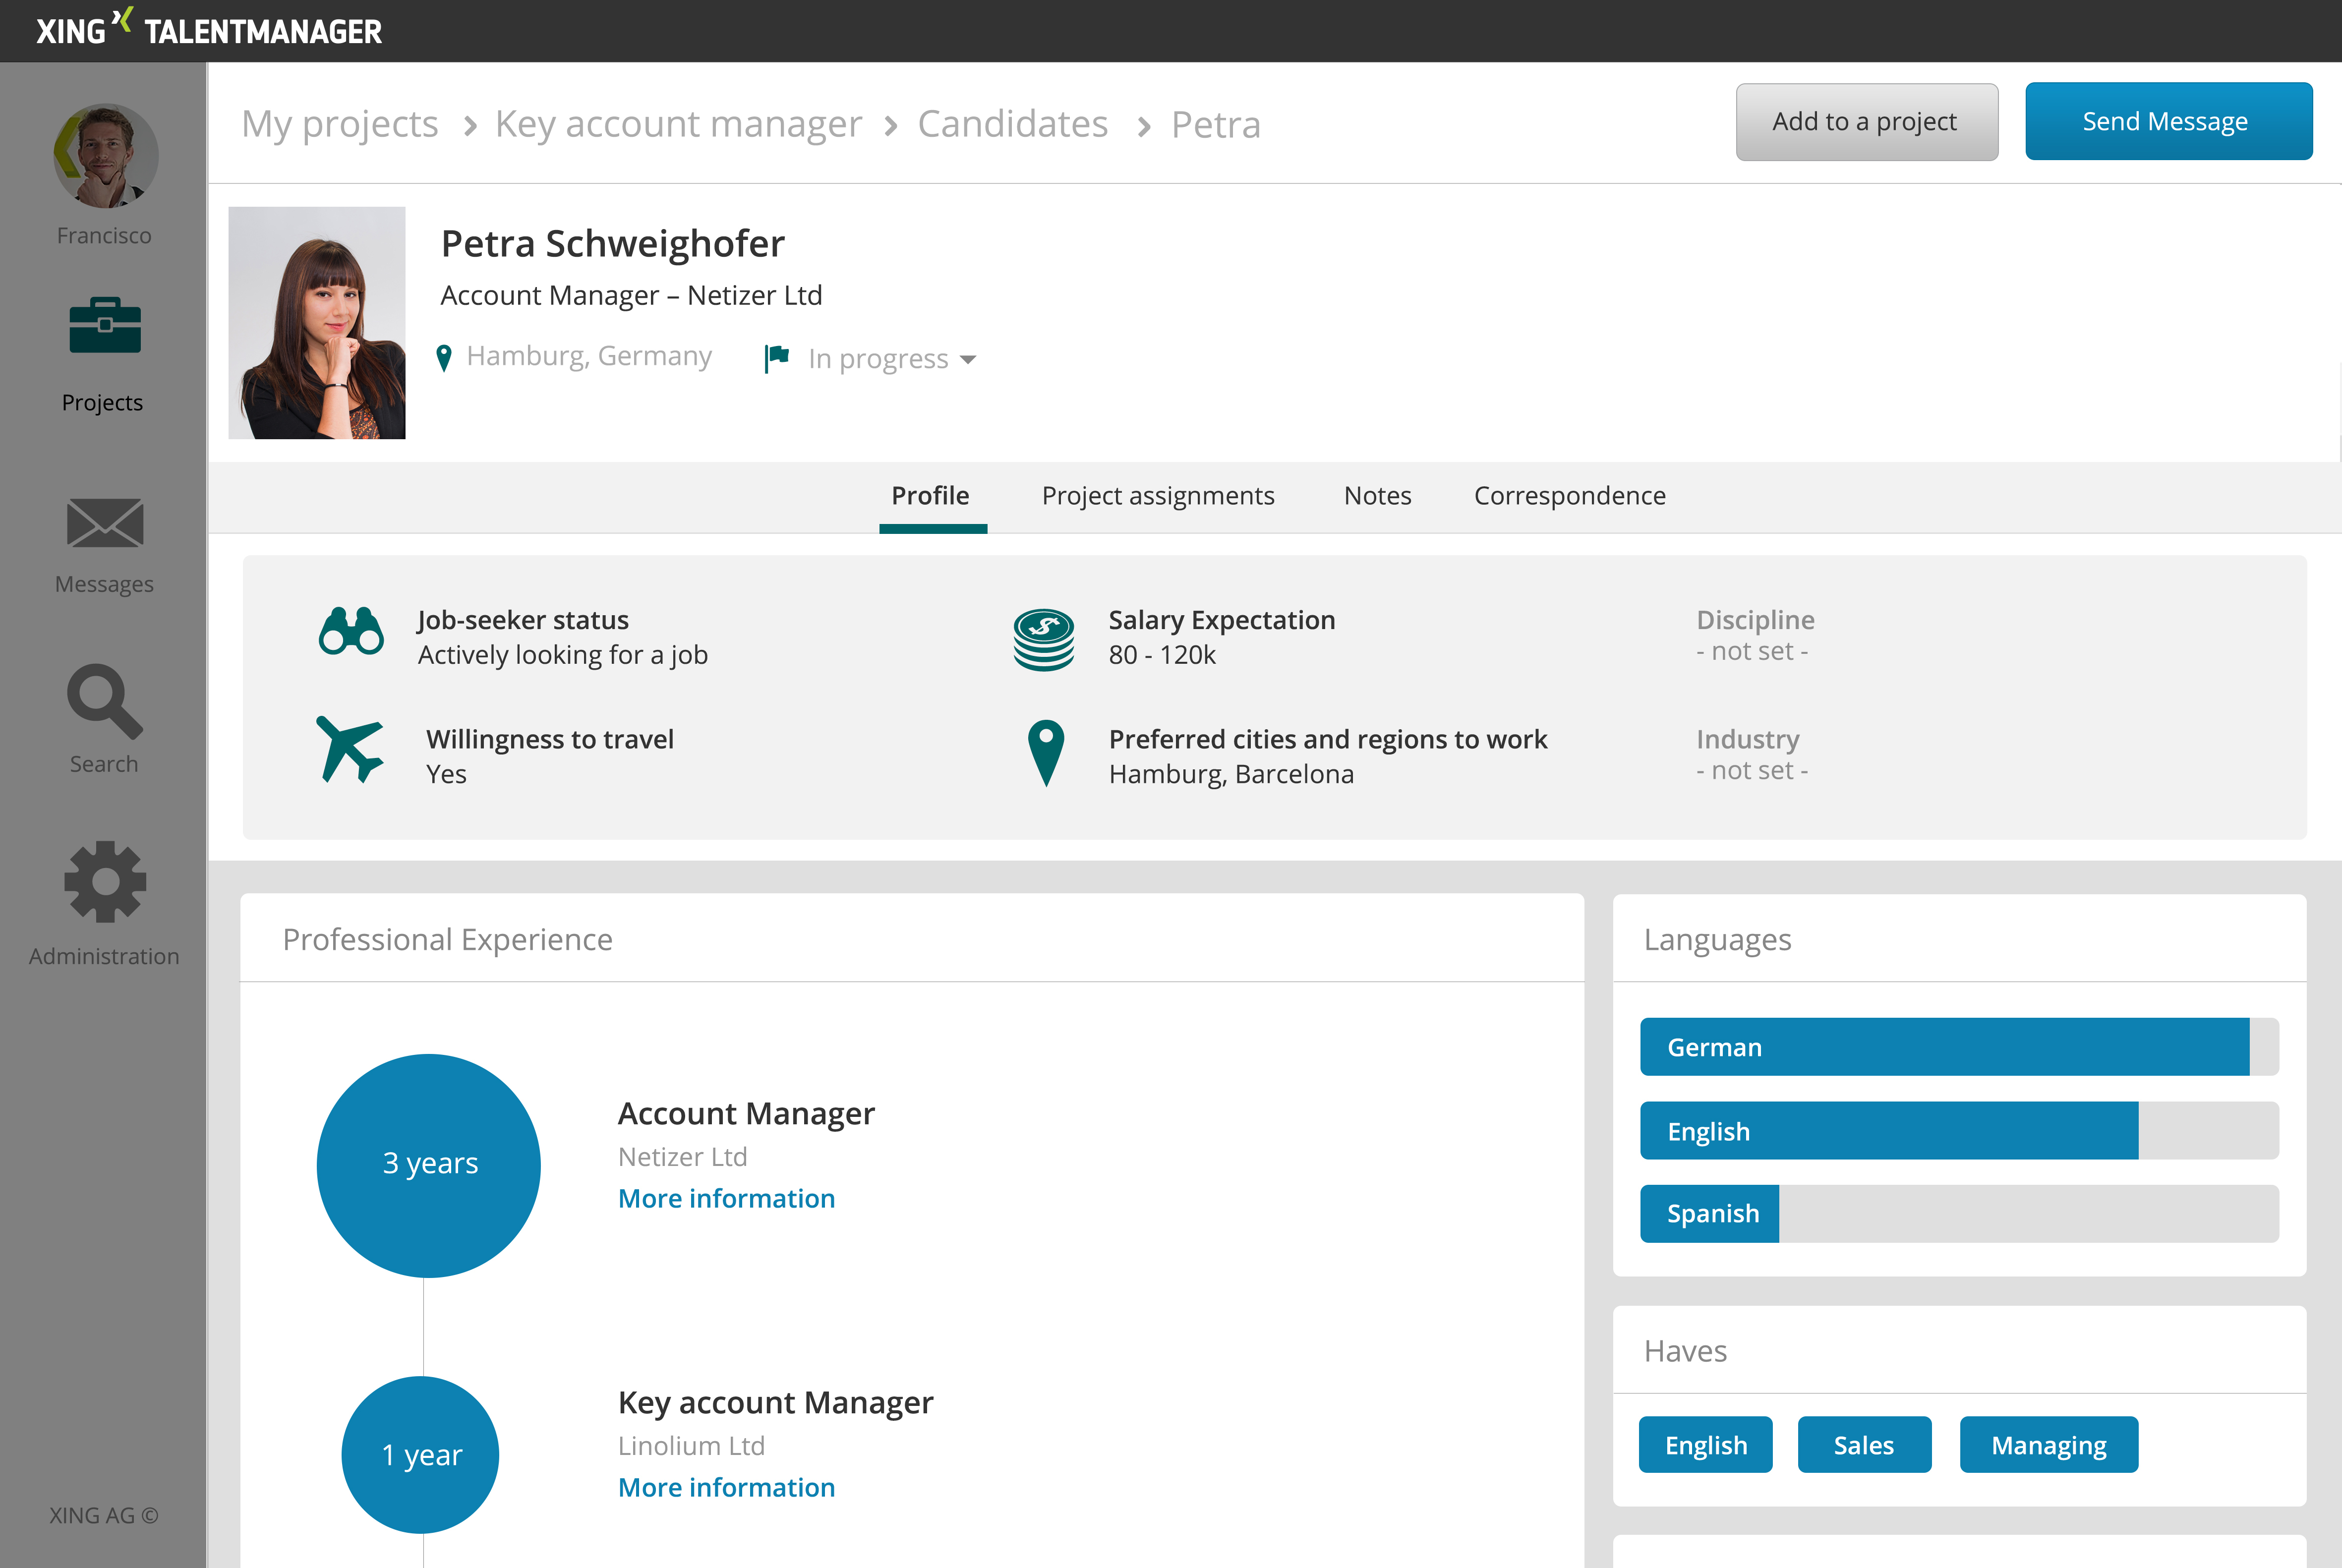 XING TALENTMANAGER
Francisco
Projects
Messages
Search
Administration
XING AG ©
My projects > Key account manager > Candidates > Petra
Add to a project
Send Message
Petra Schweighofer
Account Manager – Netizer Ltd
Hamburg, Germany
In progress
Profile
Project assignments
Notes
Correspondence
Job-seeker status
Actively looking for a job
Salary Expectation
80 - 120k
Discipline
- not set -
Willingness to travel
Yes
Preferred cities and regions to work
Hamburg, Barcelona
Industry
- not set -
Professional Experience
3 years
Account Manager
Netizer Ltd
More information
1 year
Key account Manager
Linolium Ltd
More information
Languages
German
English
Spanish
Haves
English
Sales
Managing